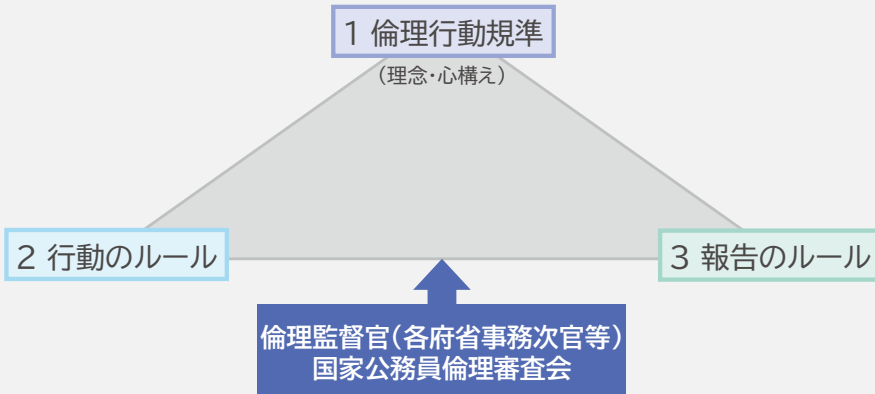 1 倫理行動規準
（理念・心構え）
2 行動のルール
3 報告のルール
倫理監督官（各府省事務次官等）
国家公務員倫理審査会